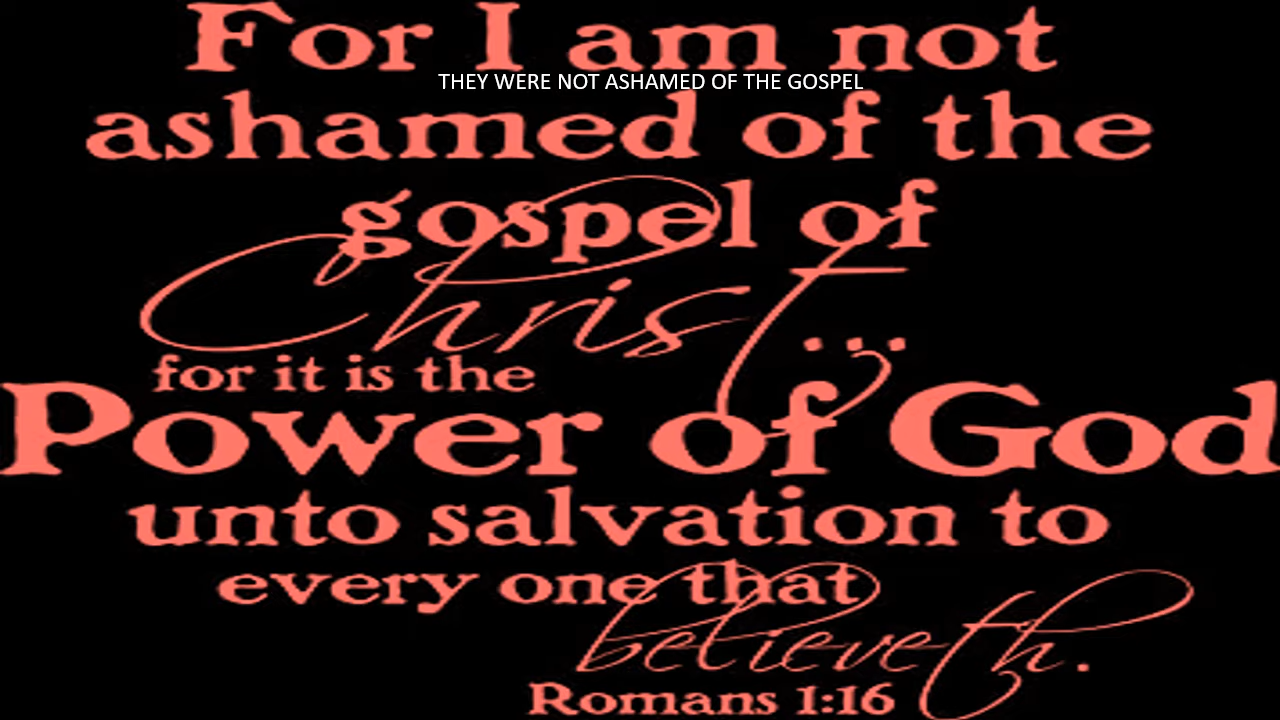 For I am not
THEY WERE NOT ASHAMED OF THE GOSPEL
ashamed of the
gospel of
Christ...
for it is the
Power of God
unto salvation to
every one that
believeth.
Romans 1:16